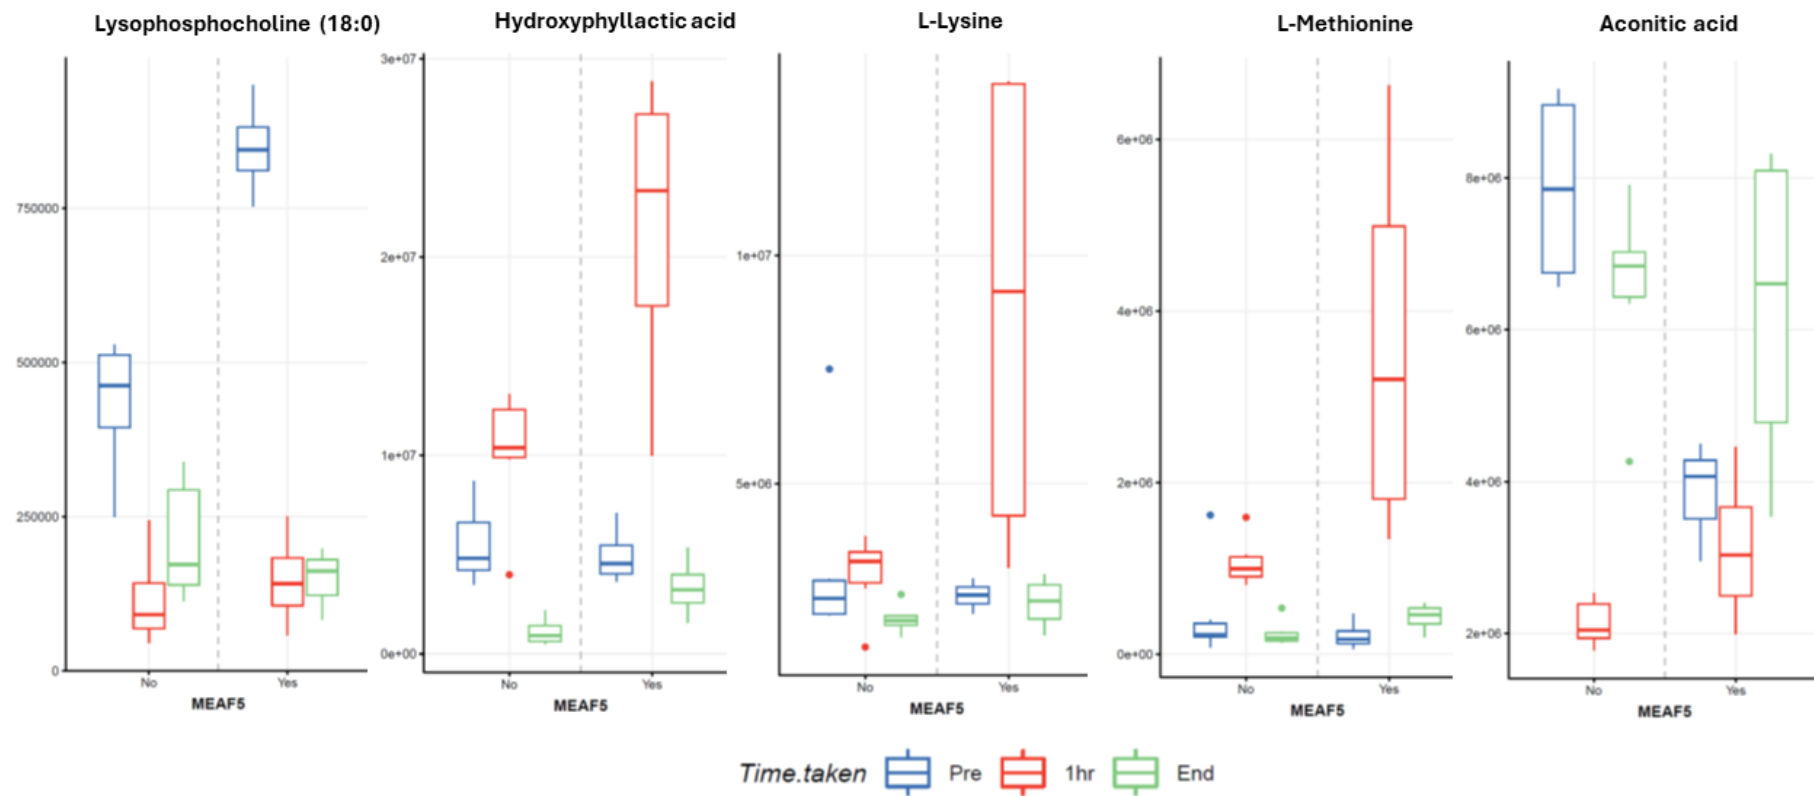 Lysophosphocholine (18:0)
Hydroxyphyllactic acid
L-Lysine
L-Methionine
Aconitic acid
750000
500000
250000
0
No
Yes
MEAF5
3e+07
2e+07
1e+07
0e+00
No
Yes
MEAF5
1e+07
5e+06
No
Yes
MEAF5
6e+06
4e+06
2e+06
0e+00
No
Yes
MEAF5
8e+06
6e+06
4e+06
2e+06
No
Yes
MEAF5
Time.taken Pre 1hr End